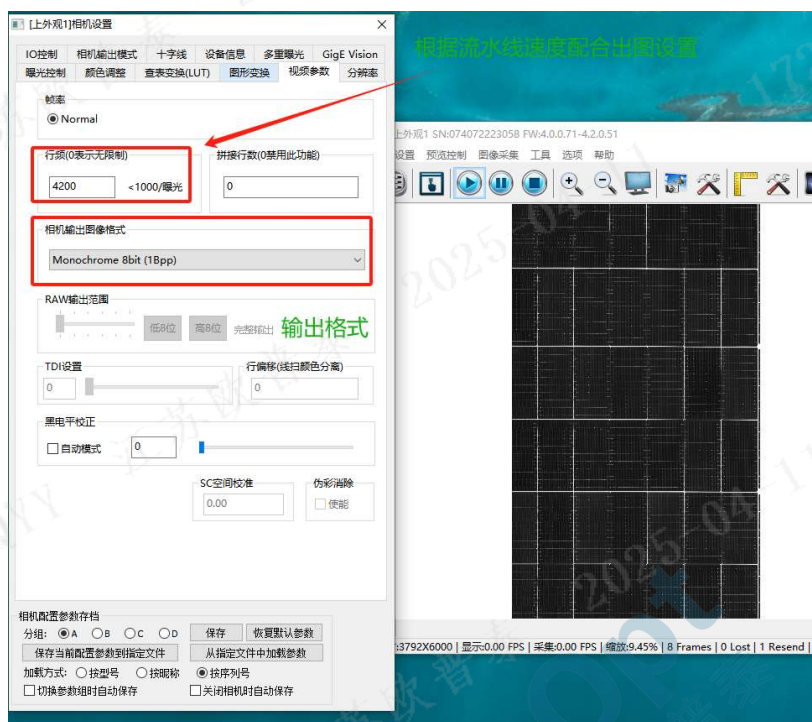 [上外观1]相机设置
IO控制 相机输出模式 十字线 设备信息 多重曝光 GigE Vision
曝光控制 颜色调整 查表变换(LUT) 图形变换 视频参数 分辨率
帧率
Normal
行频(0表示无限制)
4200 <1000/曝光
拼接行数(0禁用此功能)
0
相机输出图像格式
Monochrome 8bit (1Bpp)
RAW输出范围
低8位 高8位 完整输出 输出格式
TDI设置
0
行偏移(线扫颜色分离)
0
黑电平校正
自动模式 0
SC空间校准
0.00
伪彩消除
使能
相机配置参数存档
分组: A B C D 保存 恢复默认参数
保存当前配置参数到指定文件 从指定文件中加载参数
加载方式: 按型号 按昵称 按序列号
切换参数组时自动保存 关闭相机时自动保存
根据流水线速度配合出图设置
上外观1 SN:074072223058 FW:4.0.0.71-4.2.0.51
设置 预览控制 图像采集 工具 选项 帮助
:3792X6000 | 显示:0.00 FPS | 采集:0.00 FPS | 缩放:9.45% | 8 Frames | 0 Lost | 1 Resend |
2025-04-11
2025-04-11
江苏欧普泰